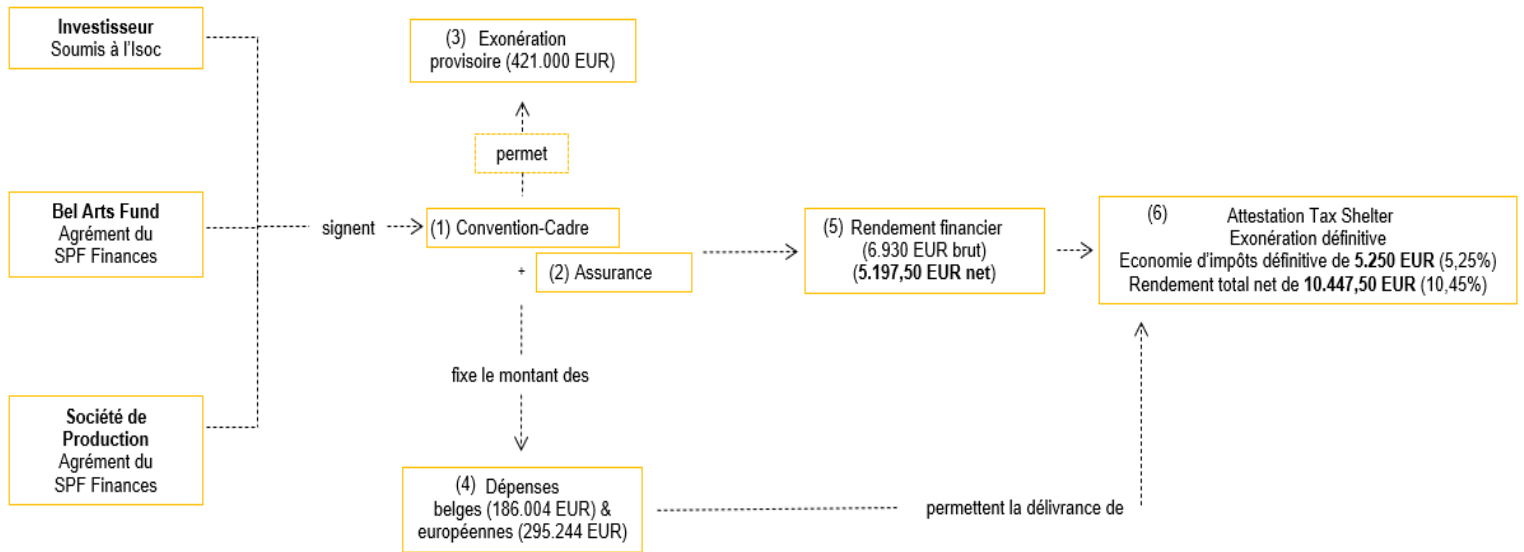 Investisseur
Soumis à l'Isoc
(3) Exonération
provisoire (421.000 EUR)
permet
Bel Arts Fund
Agrément du
SPF Finances
signent
(1) Convention-Cadre
+
(2) Assurance
(5) Rendement financier
(6.930 EUR brut)
(5.197,50 EUR net)
(6) Attestation Tax Shelter
Exonération définitive
Economie d'impôts définitive de 5.250 EUR (5,25%)
Rendement total net de 10.447,50 EUR (10,45%)
fixe le montant des
Société de
Production
Agrément du
SPF Finances
(4) Dépenses
belges (186.004 EUR) &
européennes (295.244 EUR)
permettent la délivrance de